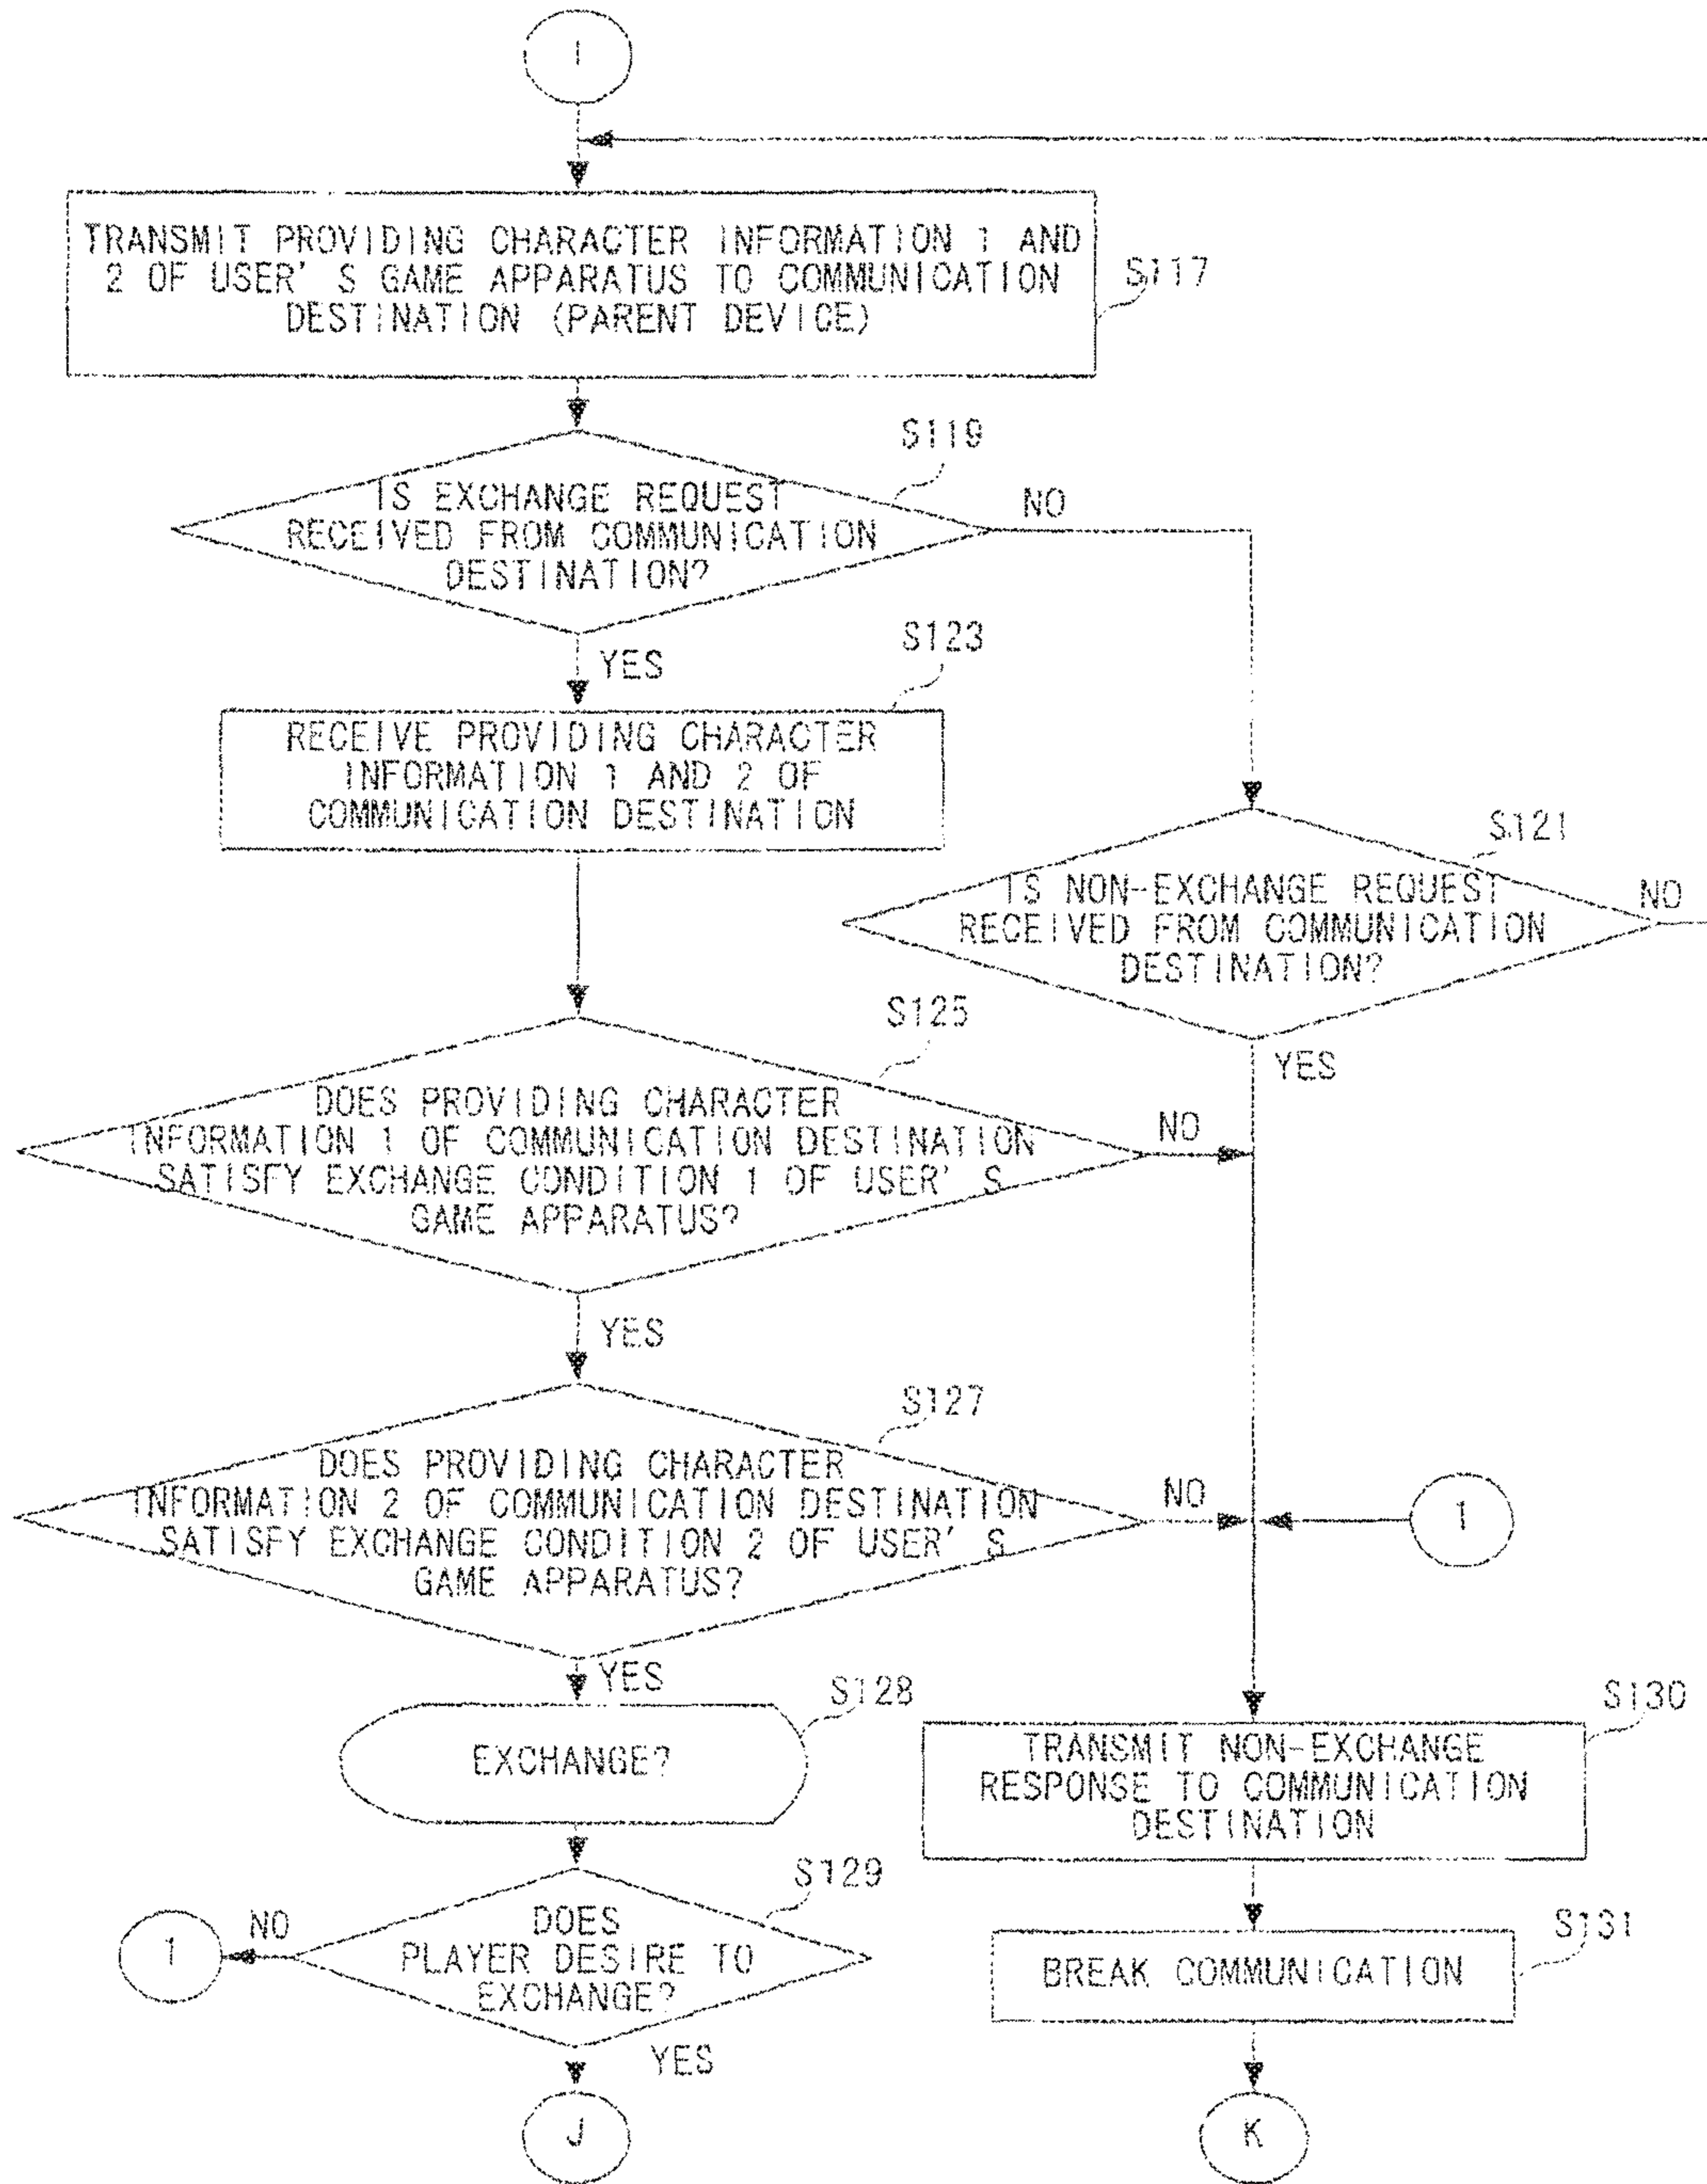 I
TRANSMIT PROVIDING CHARACTER INFORMATION 1 AND
2 OF USER'S GAME APPARATUS TO COMMUNICATION
DESTINATION (PARENT DEVICE)
S117
S119
IS EXCHANGE REQUEST
RECEIVED FROM COMMUNICATION
DESTINATION?
NO
YES
S123
RECEIVE PROVIDING CHARACTER
INFORMATION 1 AND 2 OF
COMMUNICATION DESTINATION
S121
IS NON-EXCHANGE REQUEST
RECEIVED FROM COMMUNICATION
DESTINATION?
NO
YES
S125
DOES PROVIDING CHARACTER
INFORMATION 1 OF COMMUNICATION DESTINATION
SATISFY EXCHANGE CONDITION 1 OF USER'S
GAME APPARATUS?
NO
YES
S127
DOES PROVIDING CHARACTER
INFORMATION 2 OF COMMUNICATION DESTINATION
SATISFY EXCHANGE CONDITION 2 OF USER'S
GAME APPARATUS?
NO
1
YES
S128
EXCHANGE?
S130
TRANSMIT NON-EXCHANGE
RESPONSE TO COMMUNICATION
DESTINATION
S129
DOES
PLAYER DESIRE TO
EXCHANGE?
NO
1
YES
J
S131
BREAK COMMUNICATION
K